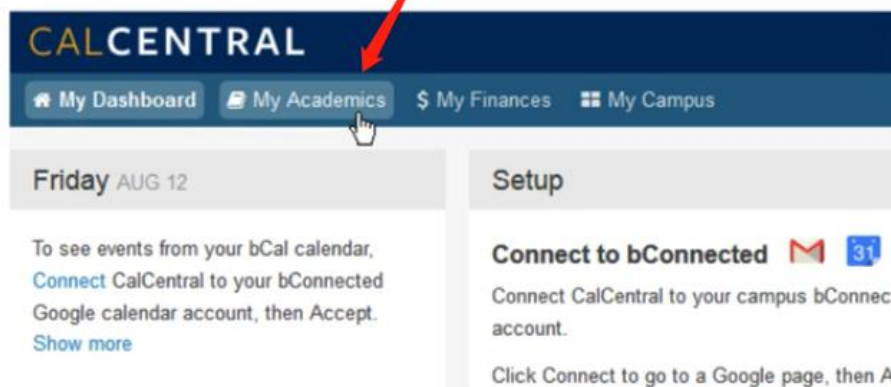 CALCENTRAL
My Dashboard My Academics $ My Finances My Campus
Friday AUG 12
To see events from your bCal calendar,
Connect CalCentral to your bConnected
Google calendar account, then Accept.
Show more
Setup
Connect to bConnected 31
Connect CalCentral to your campus bConnect
account.
Click Connect to go to a Google page, then A